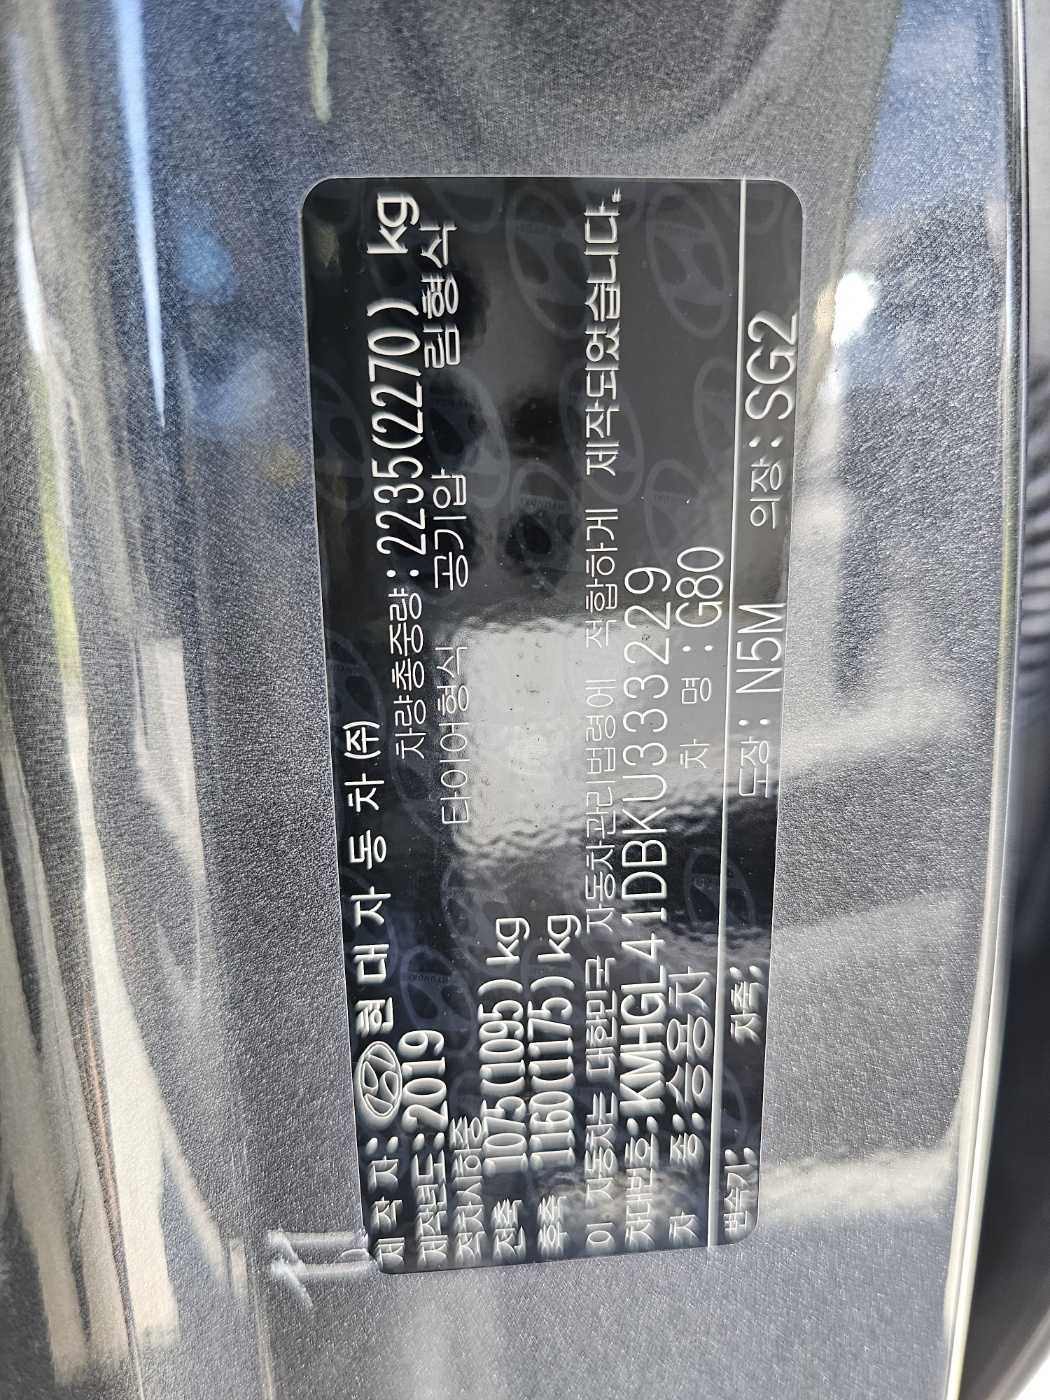 제 작 자: 현 대 자 동 차 (주)
제작년도: 2019 차량총중량: 2235(2270) kg
적차시하중 타이어형식 공기압 림형식
전축 1075(1095) kg
후축 1160(1175) kg
이 자동차는 대한민국 자동차관리법령에 적합하게 제작되었습니다.
차대번호: KMHGL41DBKU333229
차 종: 승용차 차 명: G80
변속기: 차축: 도장: N5M 의장: SG2